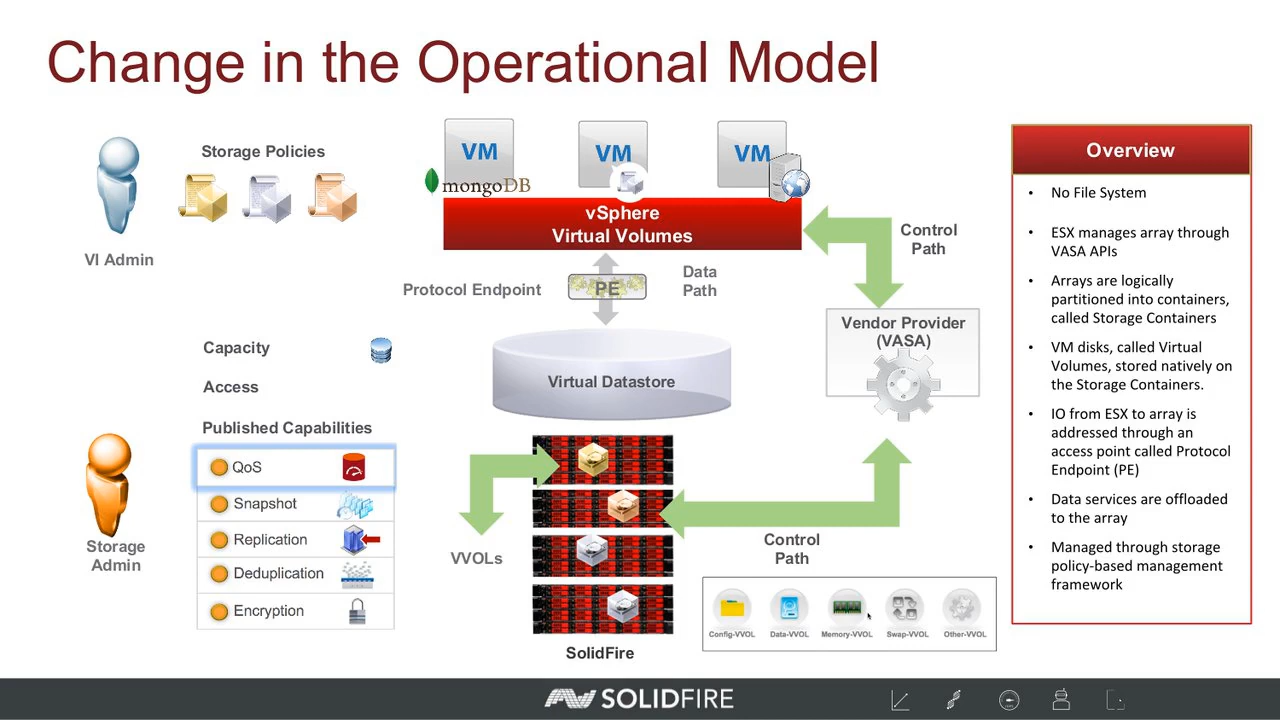 Change in the Operational Model
Storage Policies
VI Admin
VM
VM
VM
mongoDB
vSphere
Virtual Volumes
Control
Path
Protocol Endpoint
PE
Data
Path
Vendor Provider
(VASA)
Capacity
Access
Published Capabilities
Virtual Datastore
QoS
Snapshot
Replication
Deduplication
Encryption
Storage
Admin
VVOLs
Control
Path
Config-VVOL
Data-VVOL
Memory-VVOL
Swap-VVOL
Other-VVOL
SolidFire
Overview
• No File System
• ESX manages array through
VASA APIs
• Arrays are logically
partitioned into containers,
called Storage Containers
• VM disks, called Virtual
Volumes, stored natively on
the Storage Containers.
• IO from ESX to array is
addressed through an
access point called Protocol
Endpoint (PE)
• Data services are offloaded
to the array
• Managed through storage
policy-based management
framework
SOLIDFIRE